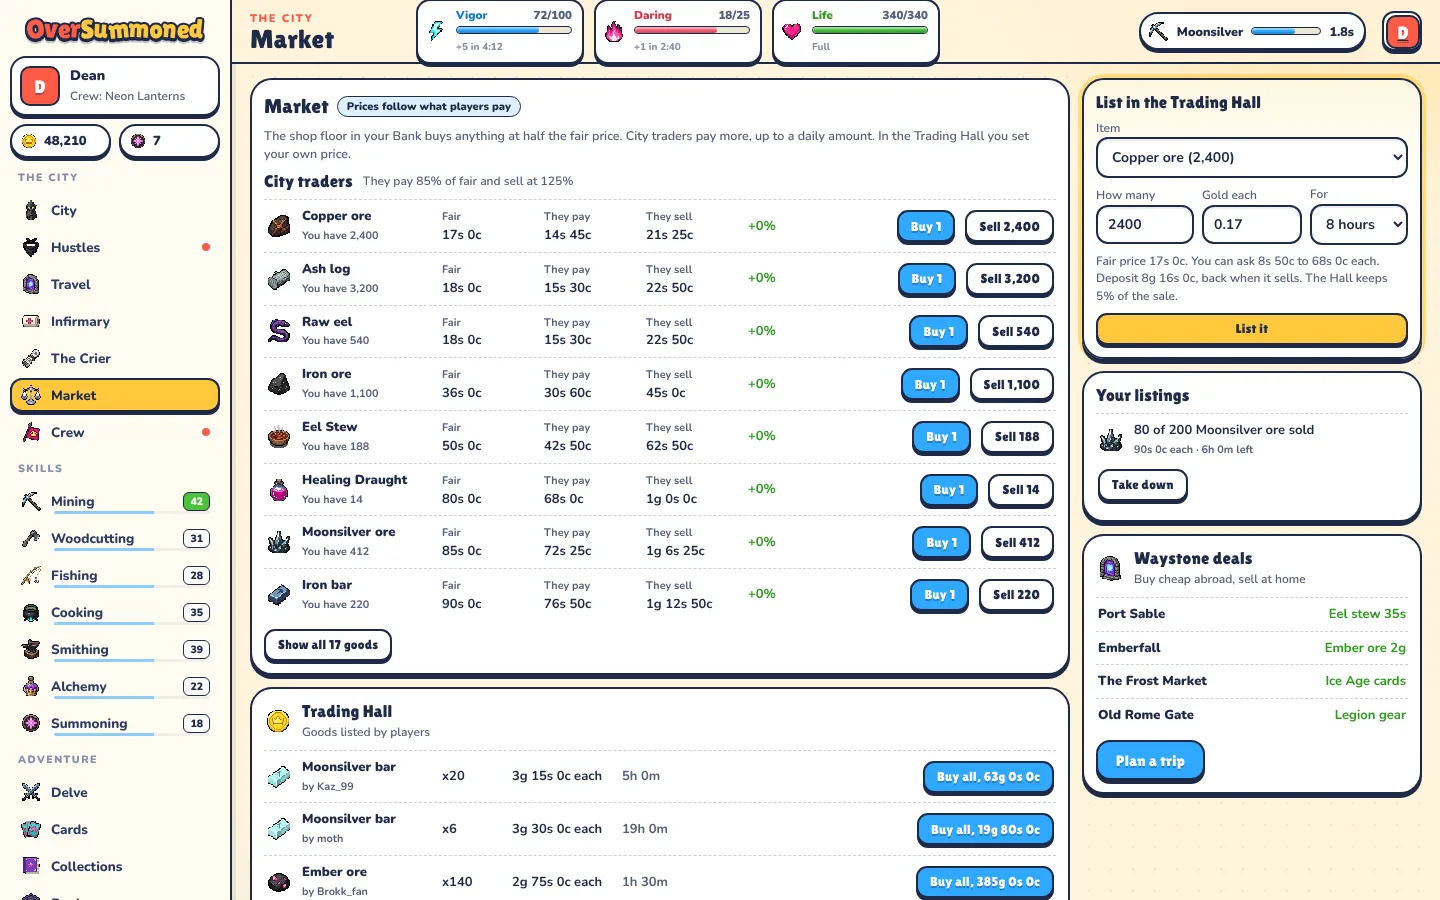 OverSummoned
D
Dean
Crew: Neon Lanterns
48,210
7
THE CITY
City
Hustles
Travel
Infirmary
The Crier
Market
Crew
SKILLS
Mining 42
Woodcutting 31
Fishing 28
Cooking 35
Smithing 39
Alchemy 22
Summoning 18
ADVENTURE
Delve
Cards
Collections
THE CITY
Market
Vigor 72/100
+5 in 4:12
Daring 18/25
+1 in 2:40
Life 340/340
Full
Moonsilver 1.8s
D
Market Prices follow what players pay
The shop floor in your Bank buys anything at half the fair price. City traders pay more, up to a daily amount. In the Trading Hall you set
your own price.
City traders They pay 85% of fair and sell at 125%
Copper ore Fair They pay They sell
You have 2,400 17s 0c 14s 45c 21s 25c +0% Buy 1 Sell 2,400
Ash log Fair They pay They sell
You have 3,200 18s 0c 15s 30c 22s 50c +0% Buy 1 Sell 3,200
Raw eel Fair They pay They sell
You have 540 18s 0c 15s 30c 22s 50c +0% Buy 1 Sell 540
Iron ore Fair They pay They sell
You have 1,100 36s 0c 30s 60c 45s 0c +0% Buy 1 Sell 1,100
Eel Stew Fair They pay They sell
You have 188 50s 0c 42s 50c 62s 50c +0% Buy 1 Sell 188
Healing Draught Fair They pay They sell
You have 14 80s 0c 68s 0c 1g 0s 0c +0% Buy 1 Sell 14
Moonsilver ore Fair They pay They sell
You have 412 85s 0c 72s 25c 1g 6s 25c +0% Buy 1 Sell 412
Iron bar Fair They pay They sell
You have 220 90s 0c 76s 50c 1g 12s 50c +0% Buy 1 Sell 220
Show all 17 goods
Trading Hall
Goods listed by players
Moonsilver bar
by Kaz_99 x20 3g 15s 0c each 5h 0m Buy all, 63g 0s 0c
Moonsilver bar
by moth x6 3g 30s 0c each 19h 0m Buy all, 19g 80s 0c
Ember ore
by Brokk_fan x140 2g 75s 0c each 1h 30m Buy all, 385g 0s 0c
List in the Trading Hall
Item
Copper ore (2,400)
How many Gold each For
2400 0.17 8 hours
Fair price 17s 0c. You can ask 8s 50c to 68s 0c each.
Deposit 8g 16s 0c, back when it sells. The Hall keeps
5% of the sale.
List it
Your listings
80 of 200 Moonsilver ore sold
90s 0c each · 6h 0m left
Take down
Waystone deals
Buy cheap abroad, sell at home
Port Sable Eel stew 35s
Emberfall Ember ore 2g
The Frost Market Ice Age cards
Old Rome Gate Legion gear
Plan a trip